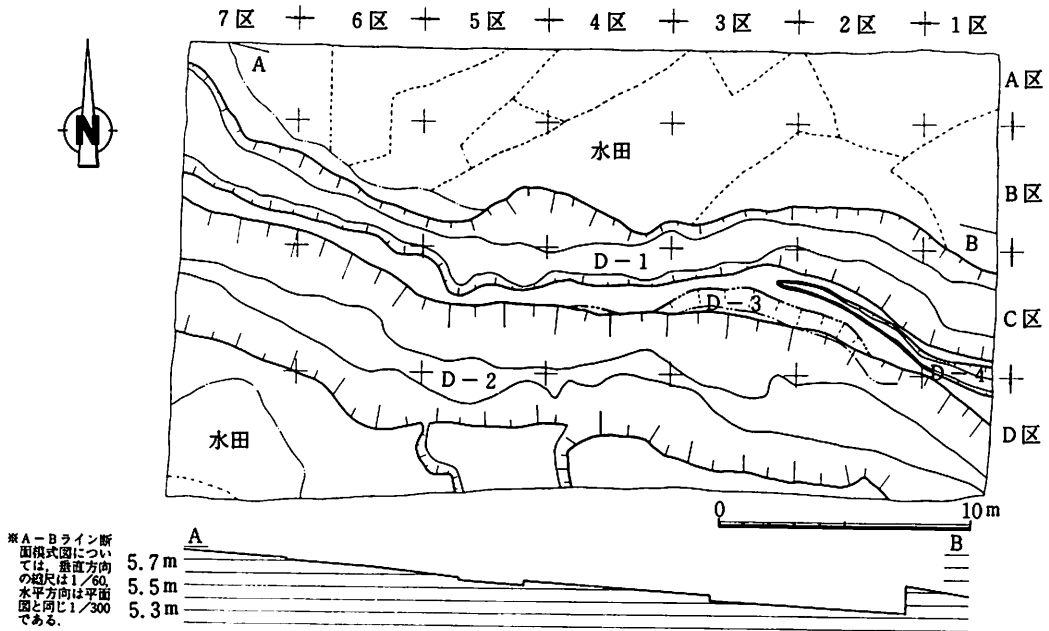 7区 6区 5区 4区 3区 2区 1区
A
A区
N
水田
B区
B
D-1
D-3
C区
D-4
D-2
水田
D区
0 10m
※A-Bライン断
面模式図につい
ては，垂直方向
の縮尺は1/60，
水平方向は平面
図と同じ1/300
である．
A
B
5.7m
5.5m
5.3m